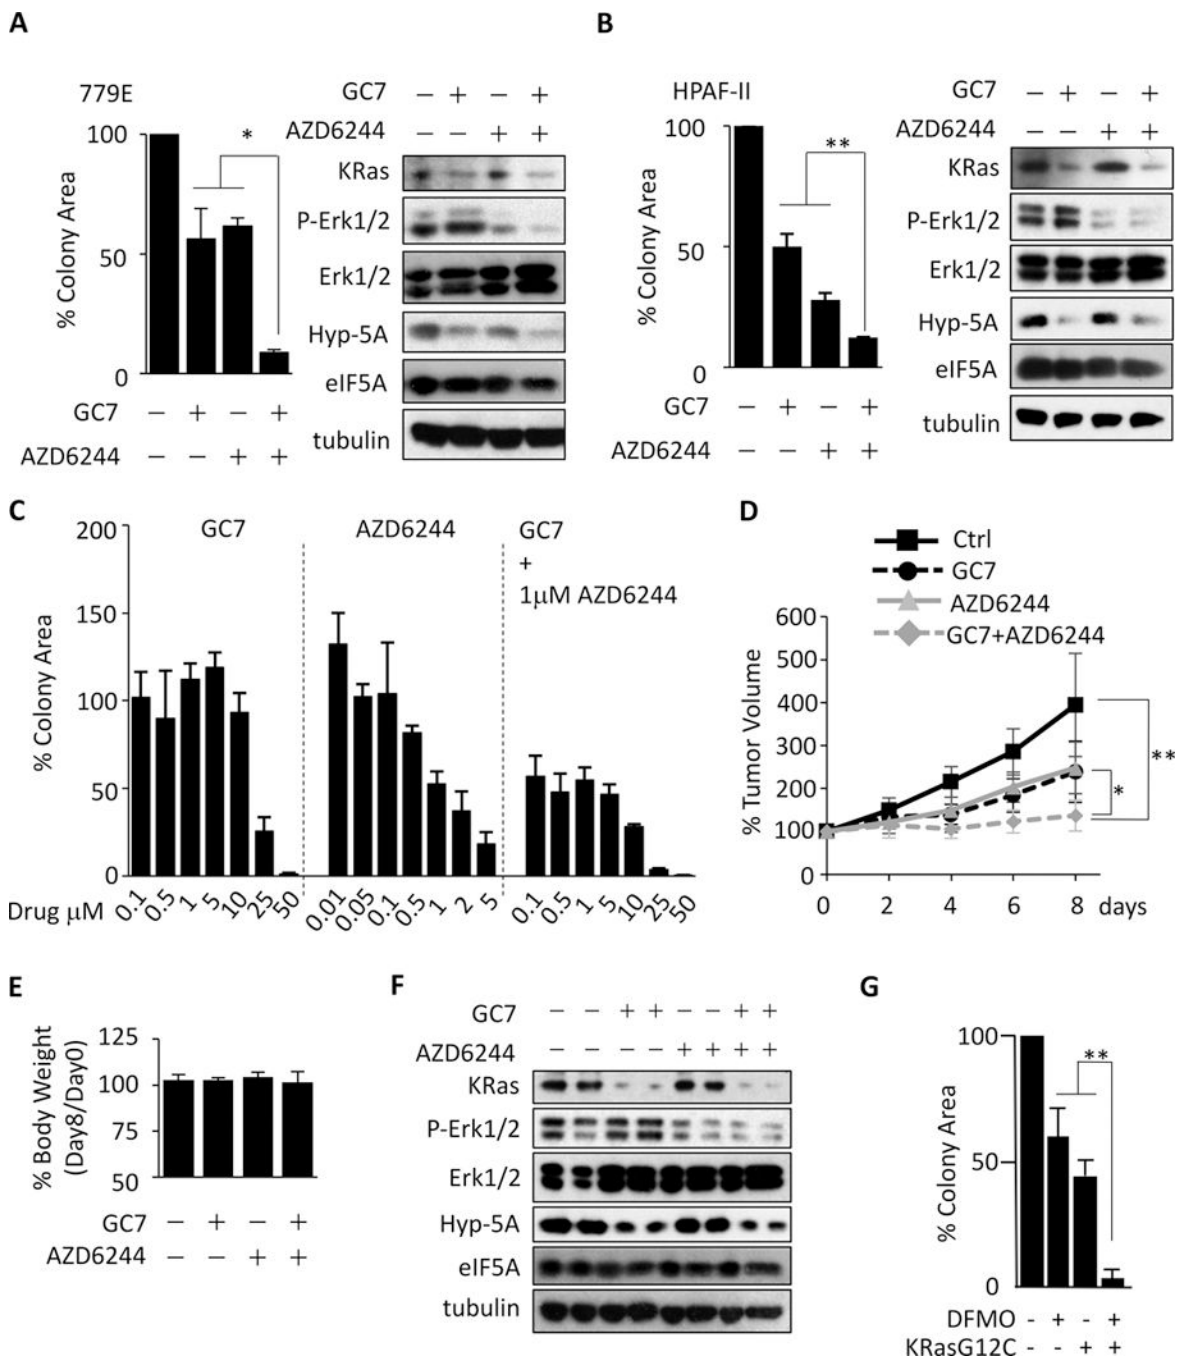 A
779E
% Colony Area
100
50
0
GC7 – + – +
AZD6244 – – + +
*
GC7 – + – +
AZD6244 – – + +
KRas
P-Erk1/2
Erk1/2
Hyp-5A
eIF5A
tubulin
B
HPAF-II
% Colony Area
100
50
0
GC7 – + – +
AZD6244 – – + +
**
GC7 – + – +
AZD6244 – – + +
KRas
P-Erk1/2
Erk1/2
Hyp-5A
eIF5A
tubulin
C
% Colony Area
200
150
100
50
0
GC7
AZD6244
GC7
+
1μM AZD6244
Drug μM 0.1 0.5 1 5 10 25 50 0.01 0.05 0.1 0.5 1 2 5 0.1 0.5 1 5 10 25 50
D
Ctrl
GC7
AZD6244
GC7+AZD6244
% Tumor Volume
600
500
400
300
200
100
0
0 2 4 6 8 days
**
*
E
% Body Weight
(Day8/Day0)
125
100
75
50
GC7 – + – +
AZD6244 – – + +
F
GC7 – – + + – – + +
AZD6244 – – – – + + + +
KRas
P-Erk1/2
Erk1/2
Hyp-5A
eIF5A
tubulin
G
% Colony Area
100
50
0
**
DFMO - + - +
KRasG12C - - + +